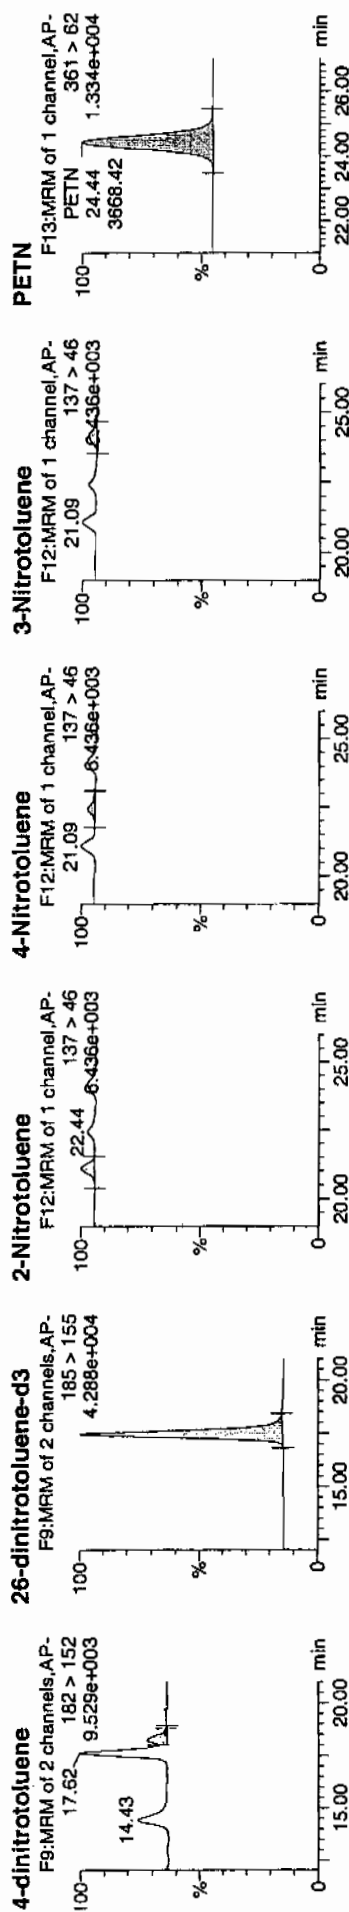 4-dinitrotoluene
F9:MRM of 2 channels,AP-
17.62
182 > 152
9.529e+003
14.43
100
%
0
15.00
20.00
min
26-dinitrotoluene-d3
F9:MRM of 2 channels,AP-
185 > 155
4.288e+004
100
%
0
15.00
20.00
min
2-Nitrotoluene
F12:MRM of 1 channel,AP-
137 > 46
22.44
6.436e+003
100
%
0
20.00
25.00
min
4-Nitrotoluene
F12:MRM of 1 channel,AP-
137 > 46
21.09
6.436e+003
100
%
0
20.00
25.00
min
3-Nitrotoluene
F12:MRM of 1 channel,AP-
137 > 46
21.09
6.436e+003
100
%
0
20.00
25.00
min
PETN
F13:MRM of 1 channel,AP-
PETN
361 > 62
24.44
1.334e+004
3668.42
100
%
0
22.00
24.00
26.00
min